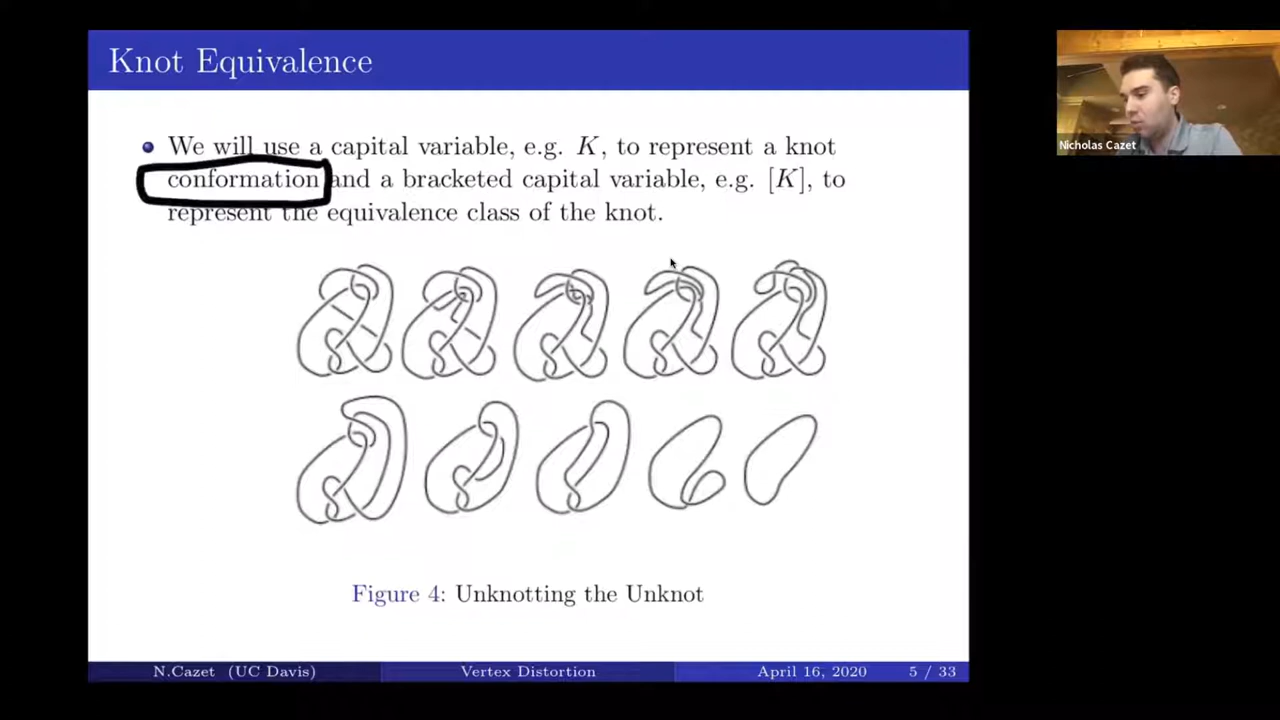 Knot Equivalence
We will use a capital variable, e.g. K, to represent a knot
conformation and a bracketed capital variable, e.g. [K], to
represent the equivalence class of the knot.
Figure 4: Unknotting the Unknot
N.Cazet (UC Davis) Vertex Distortion April 16, 2020 5 / 33
Nicholas Cazet